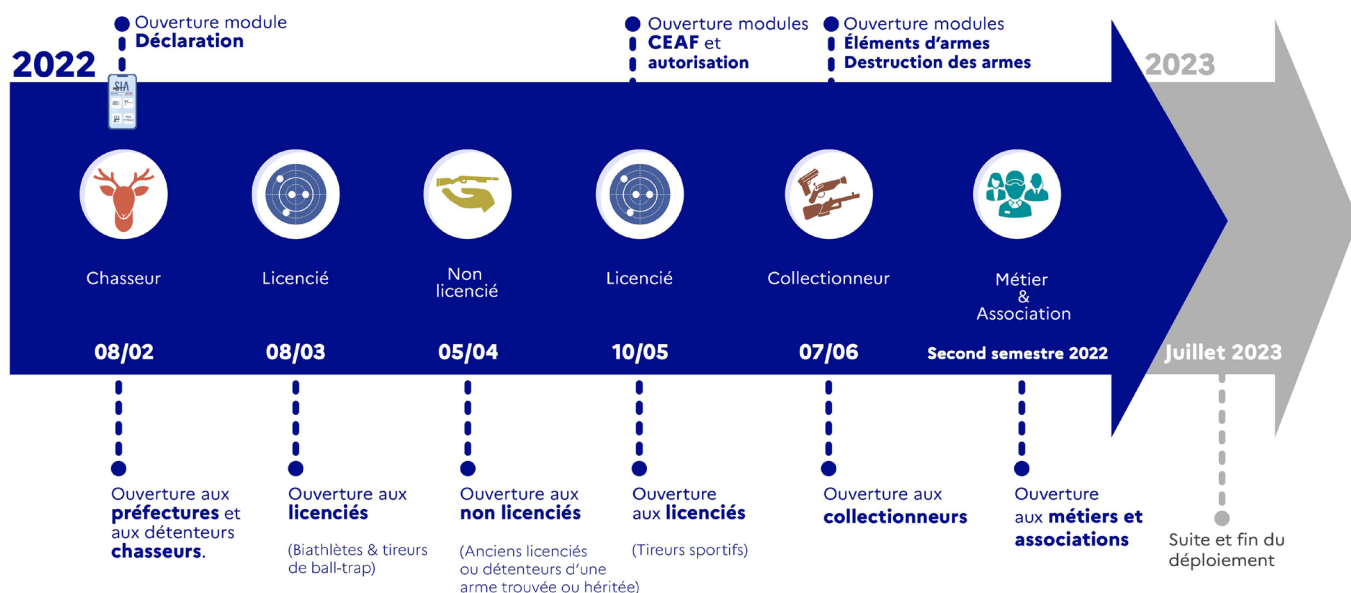 Ouverture module
Déclaration
Ouverture modules
CEAF et
autorisation
Ouverture modules
Éléments d'armes
Destruction des armes
2022
2023
SIA
Chasseur
Licencié
Non
licencié
Licencié
Collectionneur
Métier
&
Association
08/02
08/03
05/04
10/05
07/06
Second semestre 2022
Juillet 2023
Ouverture aux
préfectures et
aux détenteurs
chasseurs.
Ouverture aux
licenciés
(Biathlètes & tireurs
de ball-trap)
Ouverture aux
non licenciés
(Anciens licenciés
ou détenteurs d'une
arme trouvée ou héritée)
Ouverture
aux licenciés
(Tireurs sportifs)
Ouverture aux
collectionneurs
Ouverture
aux métiers et
associations
Suite et fin du
déploiement